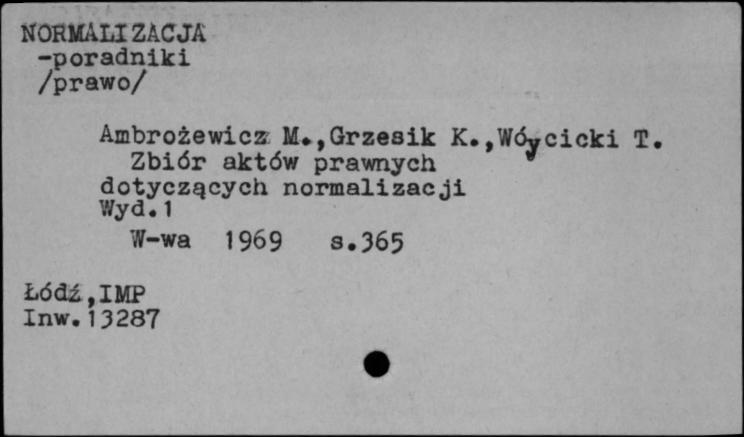 NORMALIZACJA
-poradniki
/prawo/
Ambrożewicz M.,Grzesik K.,Wóycicki T.
Zbiór aktów prawnych
dotyczących normalizacji
Wyd.1
W-wa 1969 s.365
Łódź,IMP
Inw.13287